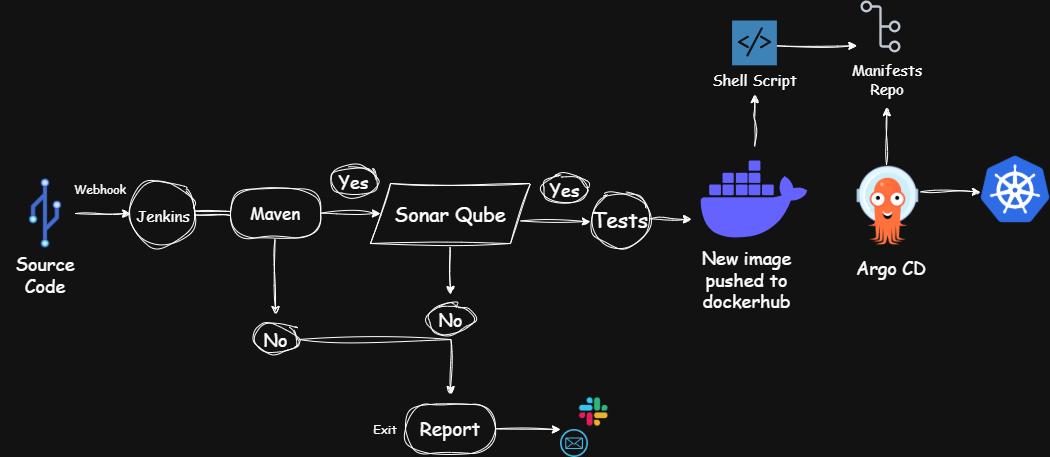 Shell Script
Manifests
Repo
Webhook
Yes
Yes
Jenkins
Maven
Sonar Qube
Tests
Source
Code
New image
pushed to
dockerhub
Argo CD
No
No
Exit
Report